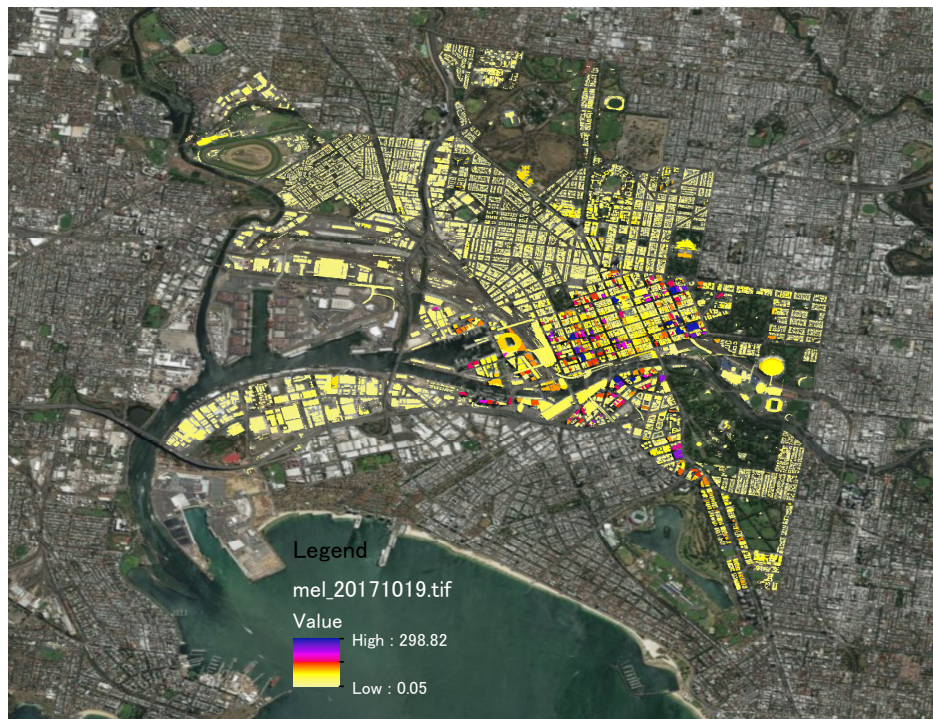 Legend
mel_20171019.tif
Value
High : 298.82
Low : 0.05